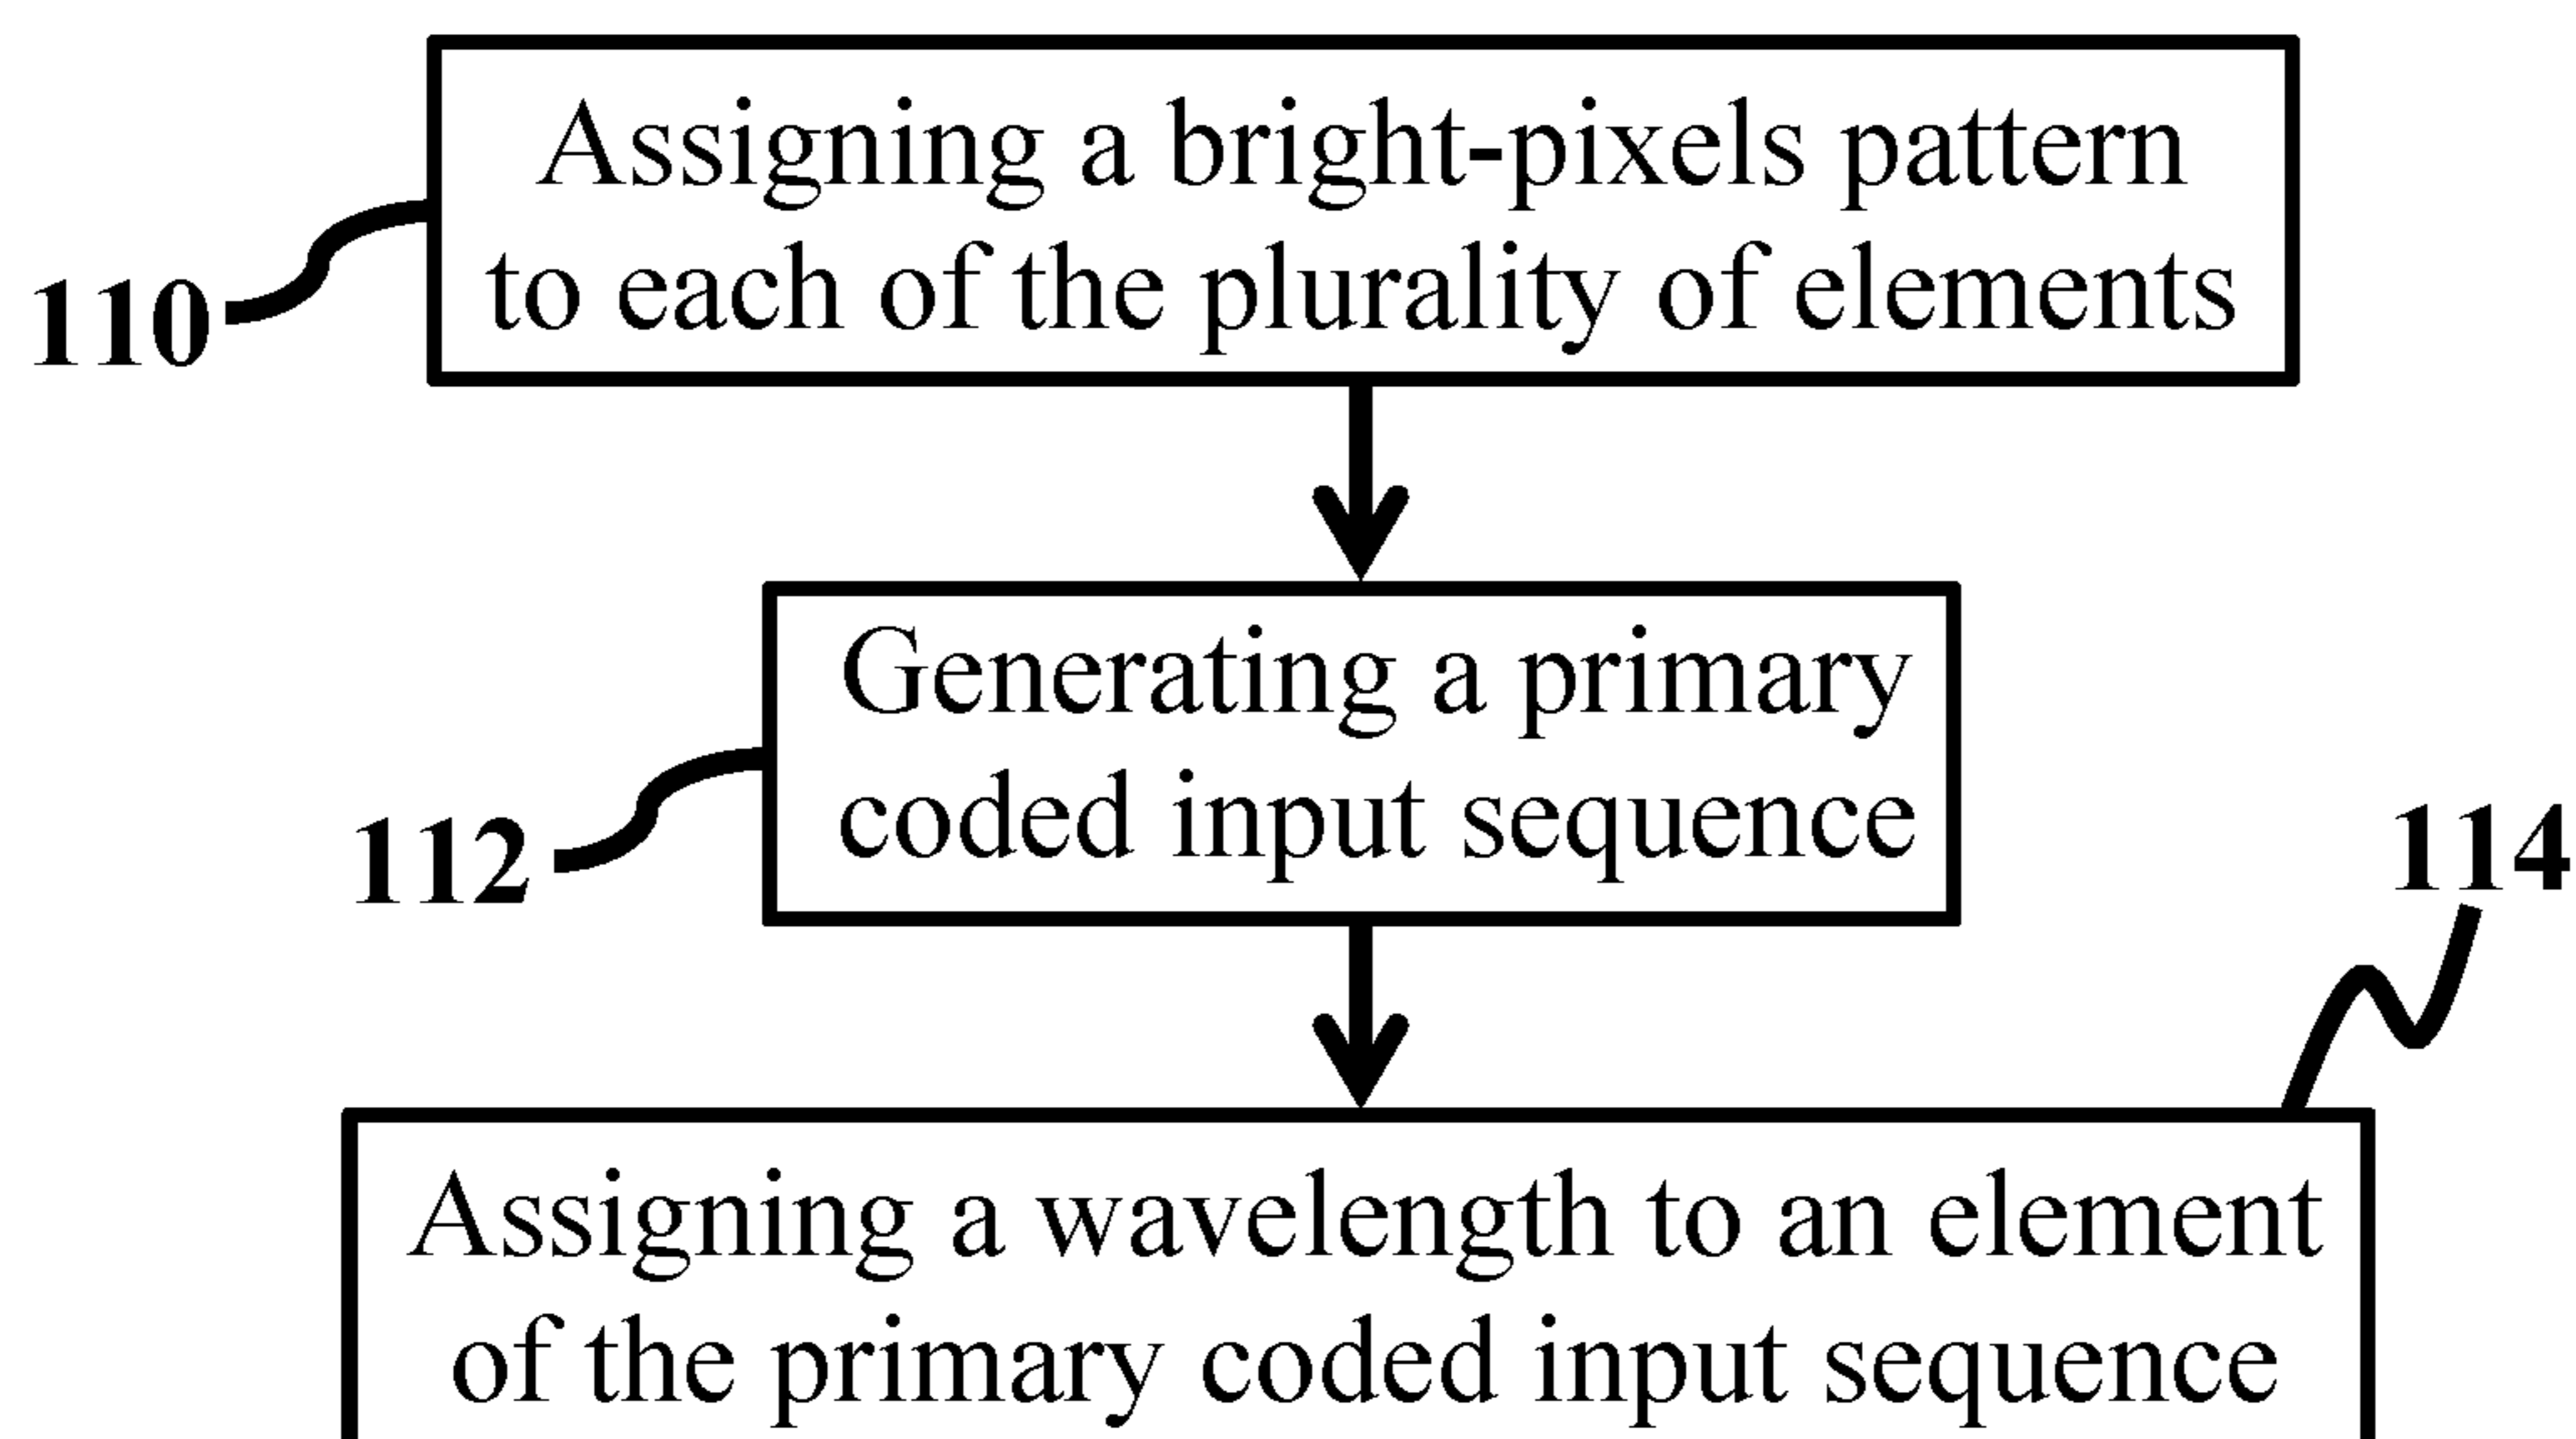 Assigning a bright-pixels pattern
to each of the plurality of elements
110
Generating a primary
coded input sequence
112
114
Assigning a wavelength to an element
of the primary coded input sequence